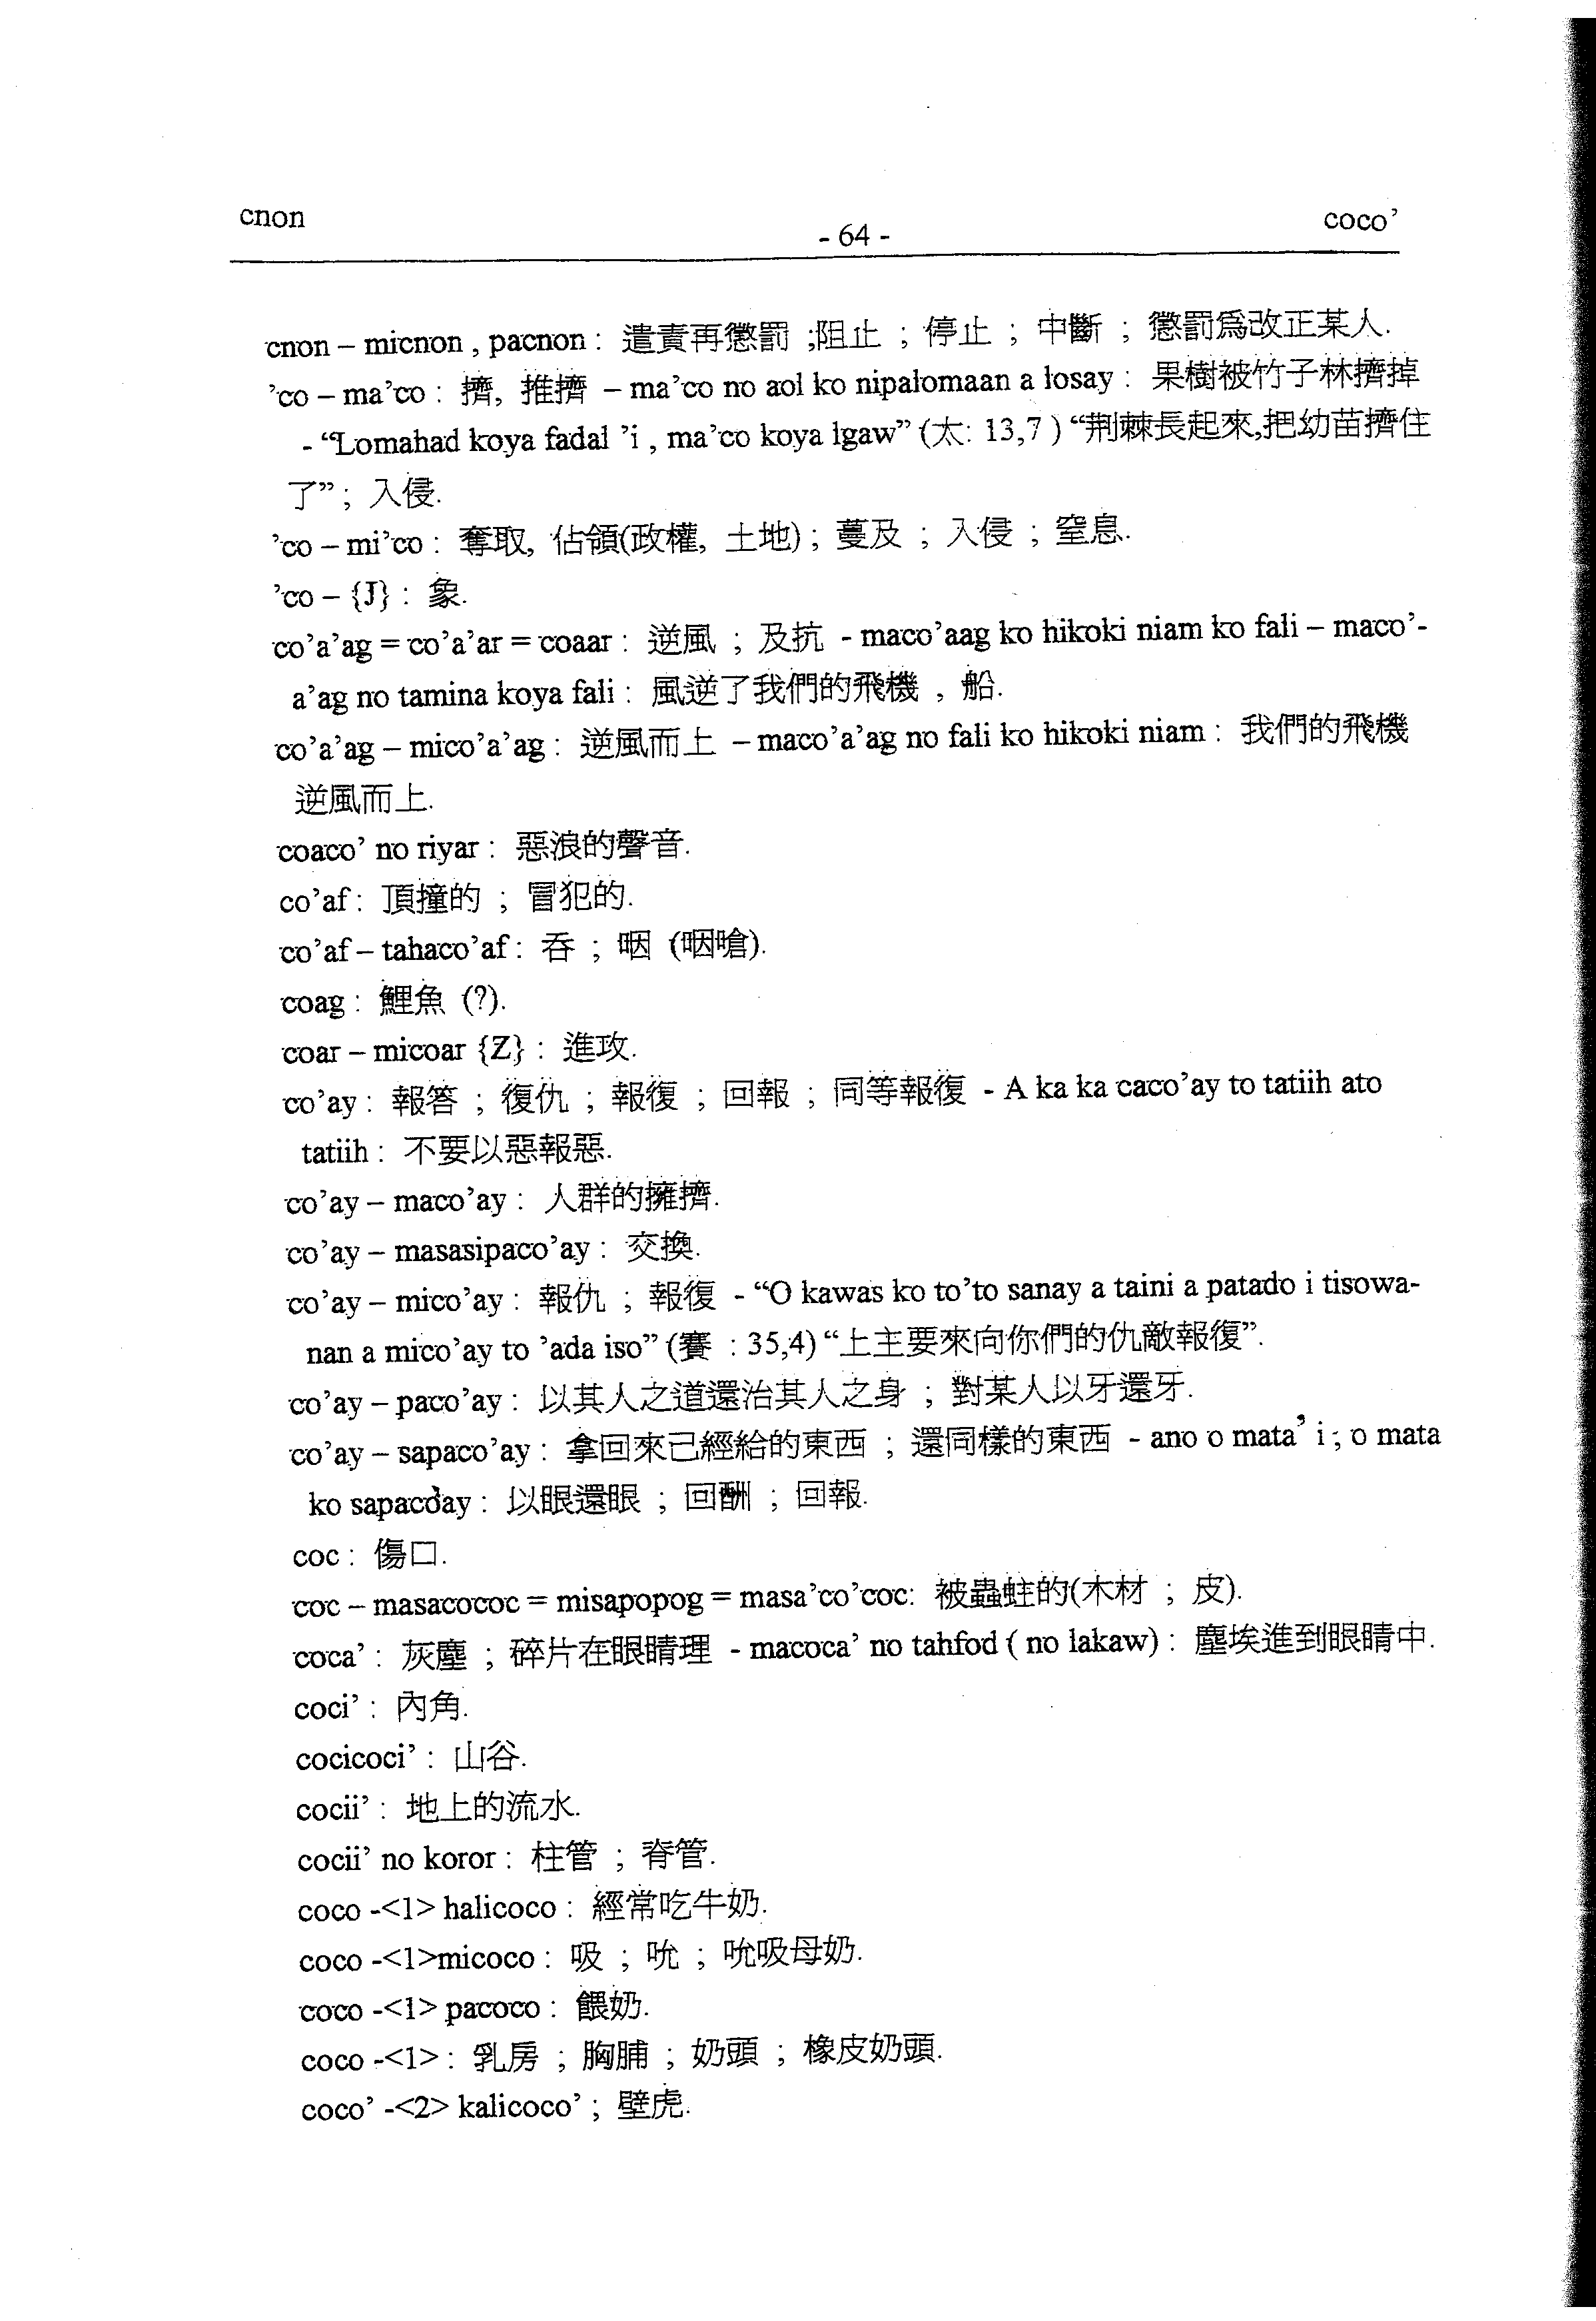 cnon
- 64 -
coco’
cnon – micnon , pacnon : 遣責再懲罰 ;阻止 ; 停止 ; 中斷 ; 懲罰爲改正某人.
’co – ma’co : 擠, 推擠 – ma’co no aol ko nipalomaan a losay : 果樹被竹子林擠掉
- “Lomahad koya fadal ’i , ma’co koya lgaw” (太: 13,7 ) “荆棘長起來,把幼苗擠住
了” ; 入侵.
’co – mi’co : 奪取, 佔領(政權, 土地) ; 蔓及 ; 入侵 ; 窒息.
’co – {J} : 象.
co’a’ag = co’a’ar = coaar : 逆風 ; 及抗 - maco’aag ko hikoki niam ko fali – maco’-
a’ag no tamina koya fali : 風逆了我們的飛機 , 船.
co’a’ag – mico’a’ag : 逆風而上 – maco’a’ag no fali ko hikoki niam : 我們的飛機
逆風而上.
coaco’ no riyar : 惡浪的聲音.
co’af : 頂撞的 ; 冒犯的.
co’af – tahaco’af : 吞 ; 咽 (咽嗆).
coag : 鯉魚 (?).
coar – micoar {Z} : 進攻.
co’ay : 報答 ; 復仇 ; 報復 ; 回報 ; 同等報復 - A ka ka caco’ay to tatiih ato
tatiih : 不要以惡報惡.
co’ay – maco’ay : 人群的擁擠.
co’ay – masasipaco’ay : 交換.
co’ay – mico’ay : 報仇 ; 報復 - “O kawas ko to’to sanay a taini a patado i tisowa-
nan a mico’ay to ’ada iso” (賽 : 35,4) “上主要來向你們的仇敵報復”.
co’ay – paco’ay : 以其人之道還治其人之身 ; 對某人以牙還牙.
co’ay – sapaco’ay : 拿回來己經給的東西 ; 還同樣的東西 - ano o mata’ i ; o mata
ko sapaco’ay : 以眼還眼 ; 回酬 ; 回報.
coc : 傷口.
coc – masacococ = misapopog = masa’co’coc: 被蟲蛀的(木材 ; 皮).
coca’ : 灰塵 ; 碎片在眼睛理 - macoca’ no tahfod ( no lakaw) : 塵埃進到眼睛中.
coci’ : 內角.
cocicoci’ : 山谷.
cocii’ : 地上的流水.
cocii’ no koror : 柱管 ; 脊管.
coco -<1> halicoco : 經常吃牛奶.
coco -<1>micoco : 吸 ; 吮 ; 吮吸母奶.
coco -<1> pacoco : 餵奶.
coco -<1> : 乳房 ; 胸脯 ; 奶頭 ; 橡皮奶頭.
coco’ -<2> kalicoco’ ; 壁虎.